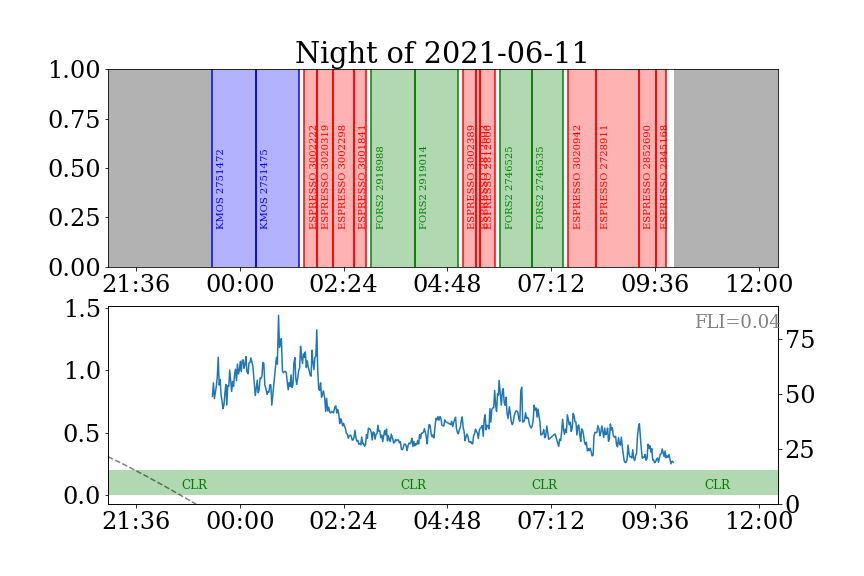 Night of 2021-06-11
1.00
0.75
0.50
0.25
0.00
KMOS 2751472
KMOS 2751475
ESPRESSO 3002222
ESPRESSO 3020319
ESPRESSO 3002298
ESPRESSO 3001841
FORS2 2918988
FORS2 2919014
ESPRESSO 3002389
FORS2 2746525
FORS2 2746535
ESPRESSO 3020942
ESPRESSO 2728911
ESPRESSO 2852690
ESPRESSO 2845168
21:36 00:00 02:24 04:48 07:12 09:36 12:00
FLI=0.04
1.5
1.0
0.5
0.0
75
50
25
0
CLR CLR CLR CLR
21:36 00:00 02:24 04:48 07:12 09:36 12:00